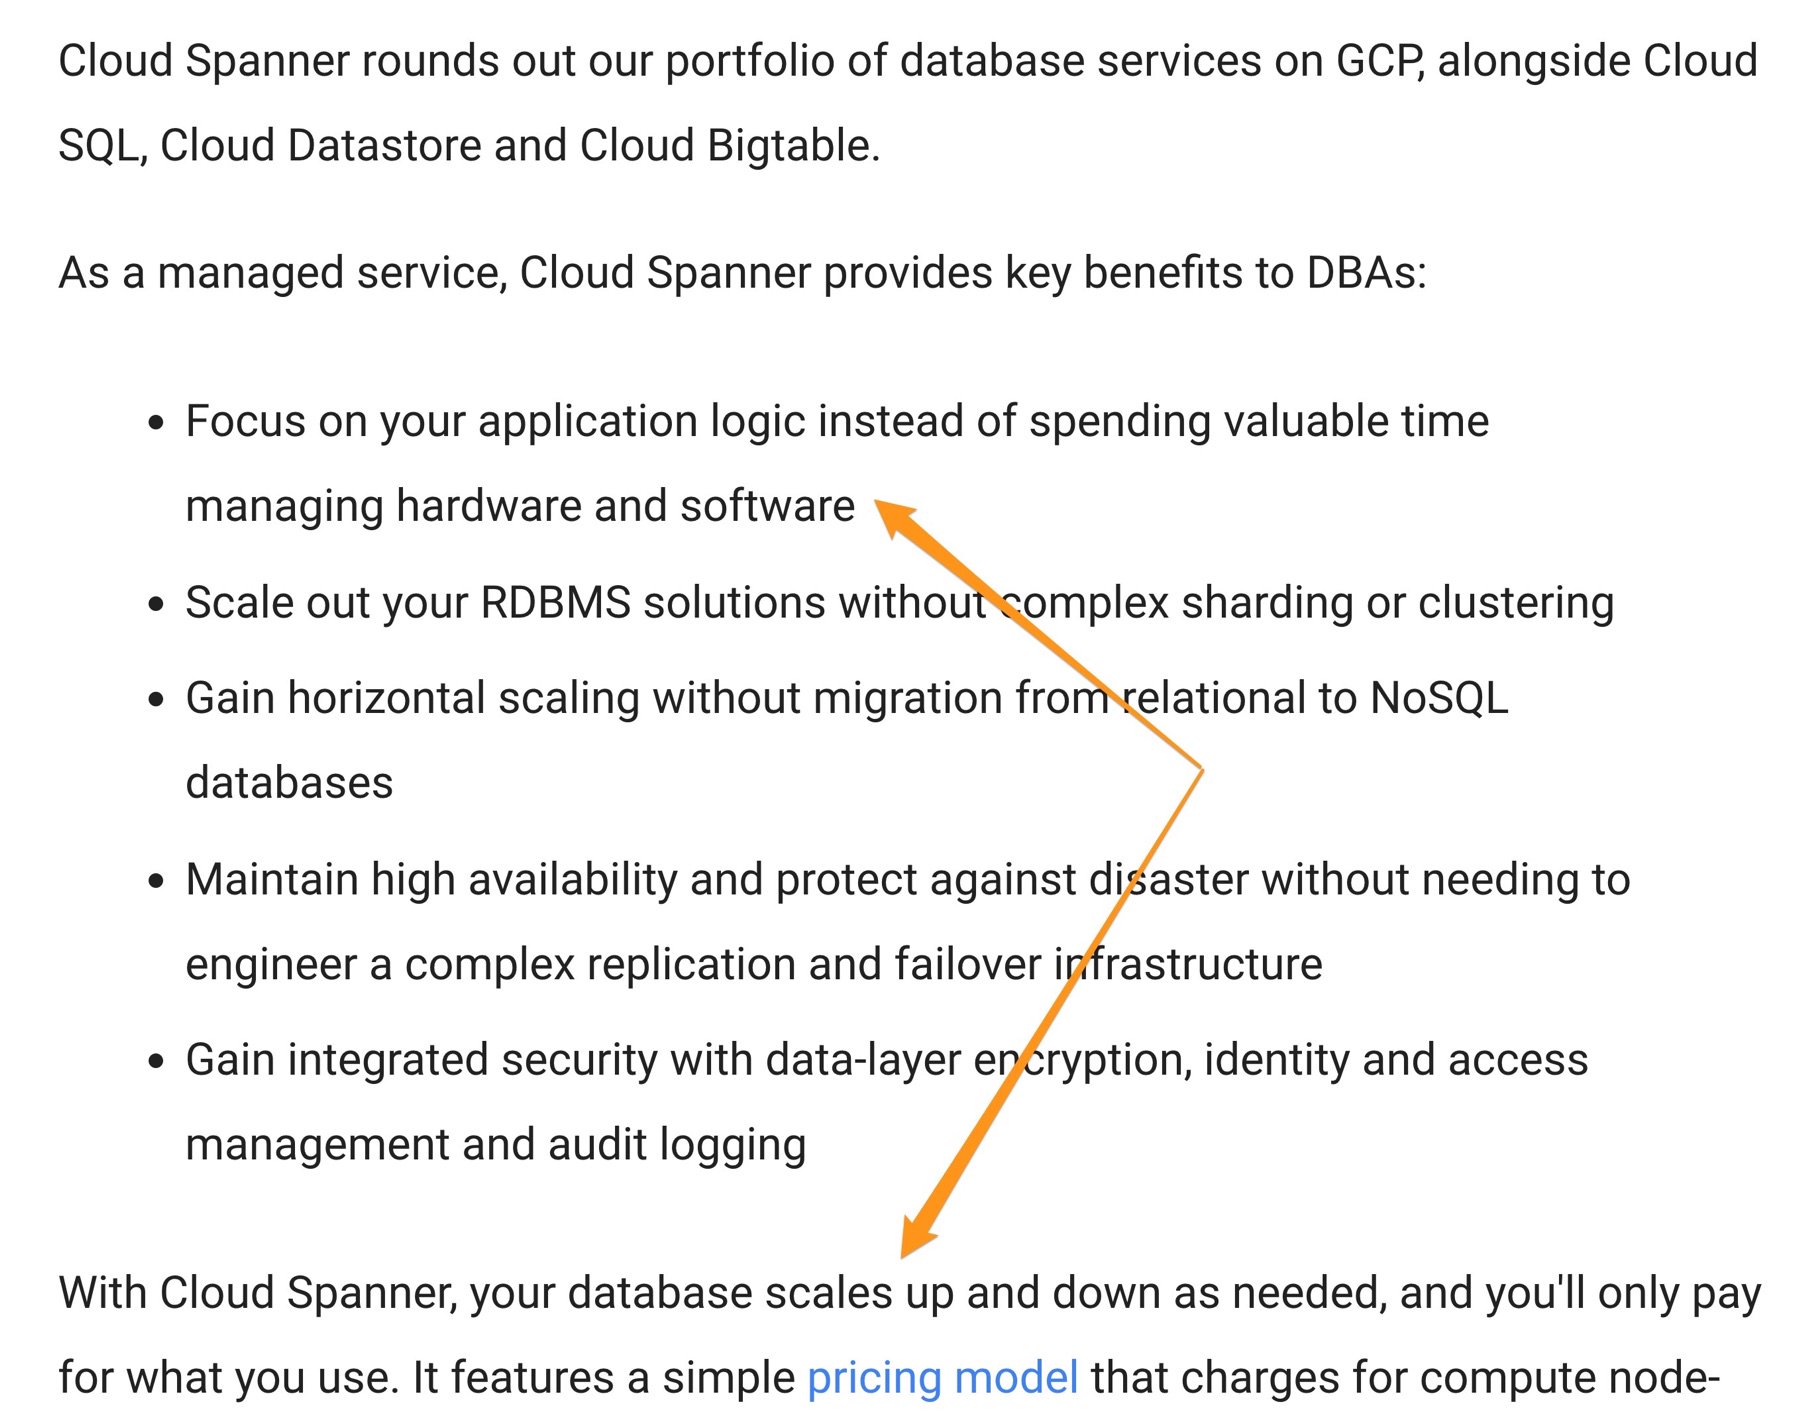 Cloud Spanner rounds out our portfolio of database services on GCP, alongside Cloud
SQL, Cloud Datastore and Cloud Bigtable.
As a managed service, Cloud Spanner provides key benefits to DBAs:
• Focus on your application logic instead of spending valuable time
managing hardware and software
• Scale out your RDBMS solutions without complex sharding or clustering
• Gain horizontal scaling without migration from relational to NoSQL
databases
• Maintain high availability and protect against disaster without needing to
engineer a complex replication and failover infrastructure
• Gain integrated security with data-layer encryption, identity and access
management and audit logging
With Cloud Spanner, your database scales up and down as needed, and you'll only pay
for what you use. It features a simple pricing model that charges for compute node-